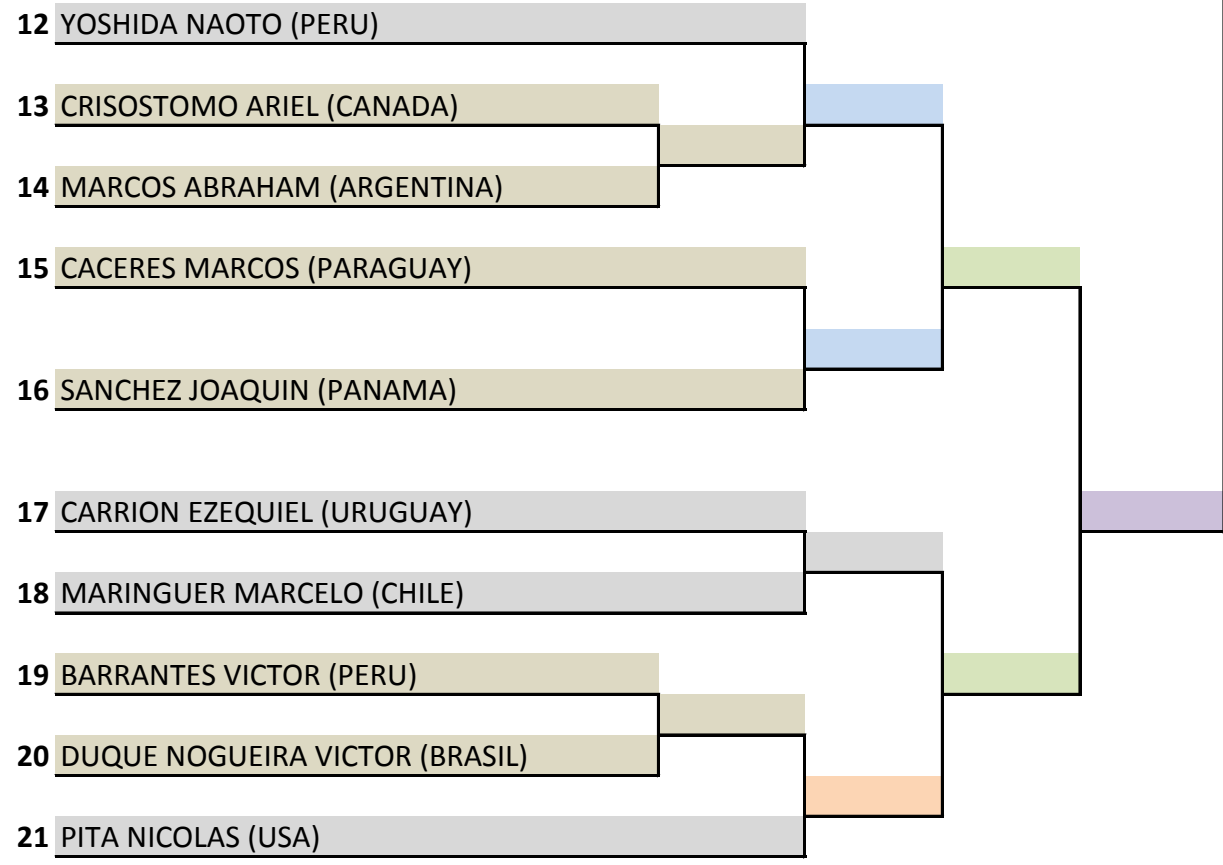 12 YOSHIDA NAOTO (PERU)
13 CRISOSTOMO ARIEL (CANADA)
14 MARCOS ABRAHAM (ARGENTINA)
15 CACERES MARCOS (PARAGUAY)
16 SANCHEZ JOAQUIN (PANAMA)
17 CARRION EZEQUIEL (URUGUAY)
18 MARINGUER MARCELO (CHILE)
19 BARRANTES VICTOR (PERU)
20 DUQUE NOGUEIRA VICTOR (BRASIL)
21 PITA NICOLAS (USA)